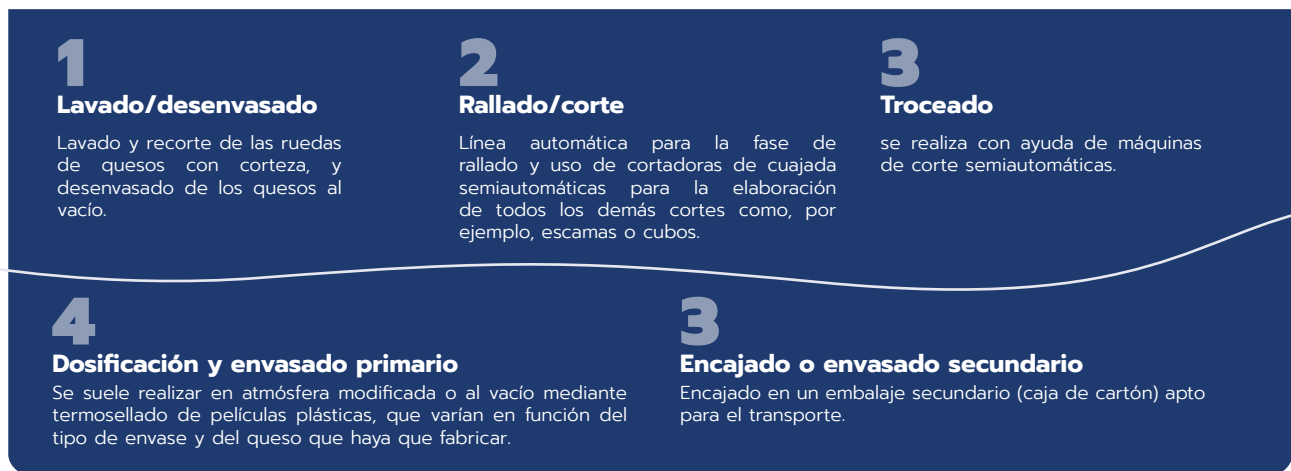 1
Lavado/desenvasado
Lavado y recorte de las ruedas
de quesos con corteza, y
desenvasado de los quesos al
vacío.
2
Rallado/corte
Línea automática para la fase de
rallado y uso de cortadoras de cuajada
semiautomáticas para la elaboración
de todos los demás cortes como, por
ejemplo, escamas o cubos.
3
Troceado
se realiza con ayuda de máquinas
de corte semiautomáticas.
4
Dosificación y envasado primario
Se suele realizar en atmósfera modificada o al vacío mediante
termosellado de películas plásticas, que varían en función del
tipo de envase y del queso que haya que fabricar.
3
Encajado o envasado secundario
Encajado en un embalaje secundario (caja de cartón) apto
para el transporte.